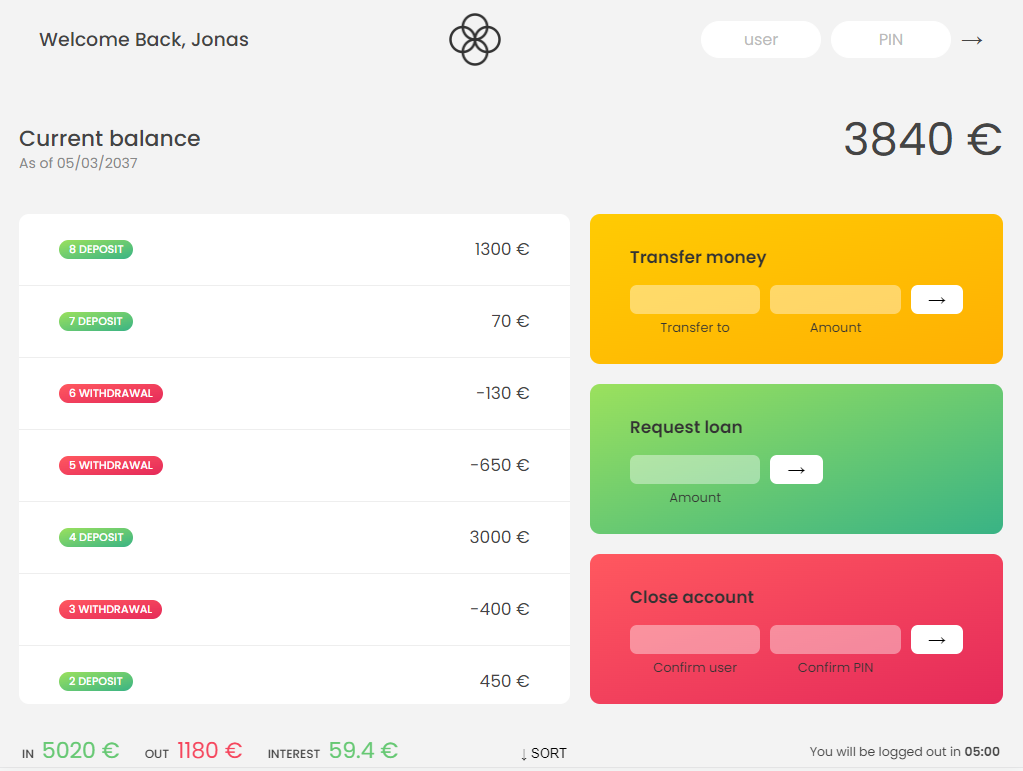 Welcome Back, Jonas
user PIN →
Current balance
3840 €
As of 05/03/2037
8 DEPOSIT 1300 €
7 DEPOSIT 70 €
6 WITHDRAWAL -130 €
5 WITHDRAWAL -650 €
4 DEPOSIT 3000 €
3 WITHDRAWAL -400 €
2 DEPOSIT 450 €
Transfer money
→
Transfer to Amount
Request loan
→
Amount
Close account
→
Confirm user Confirm PIN
IN 5020 € OUT 1180 € INTEREST 59.4 € ↓ SORT You will be logged out in 05:00